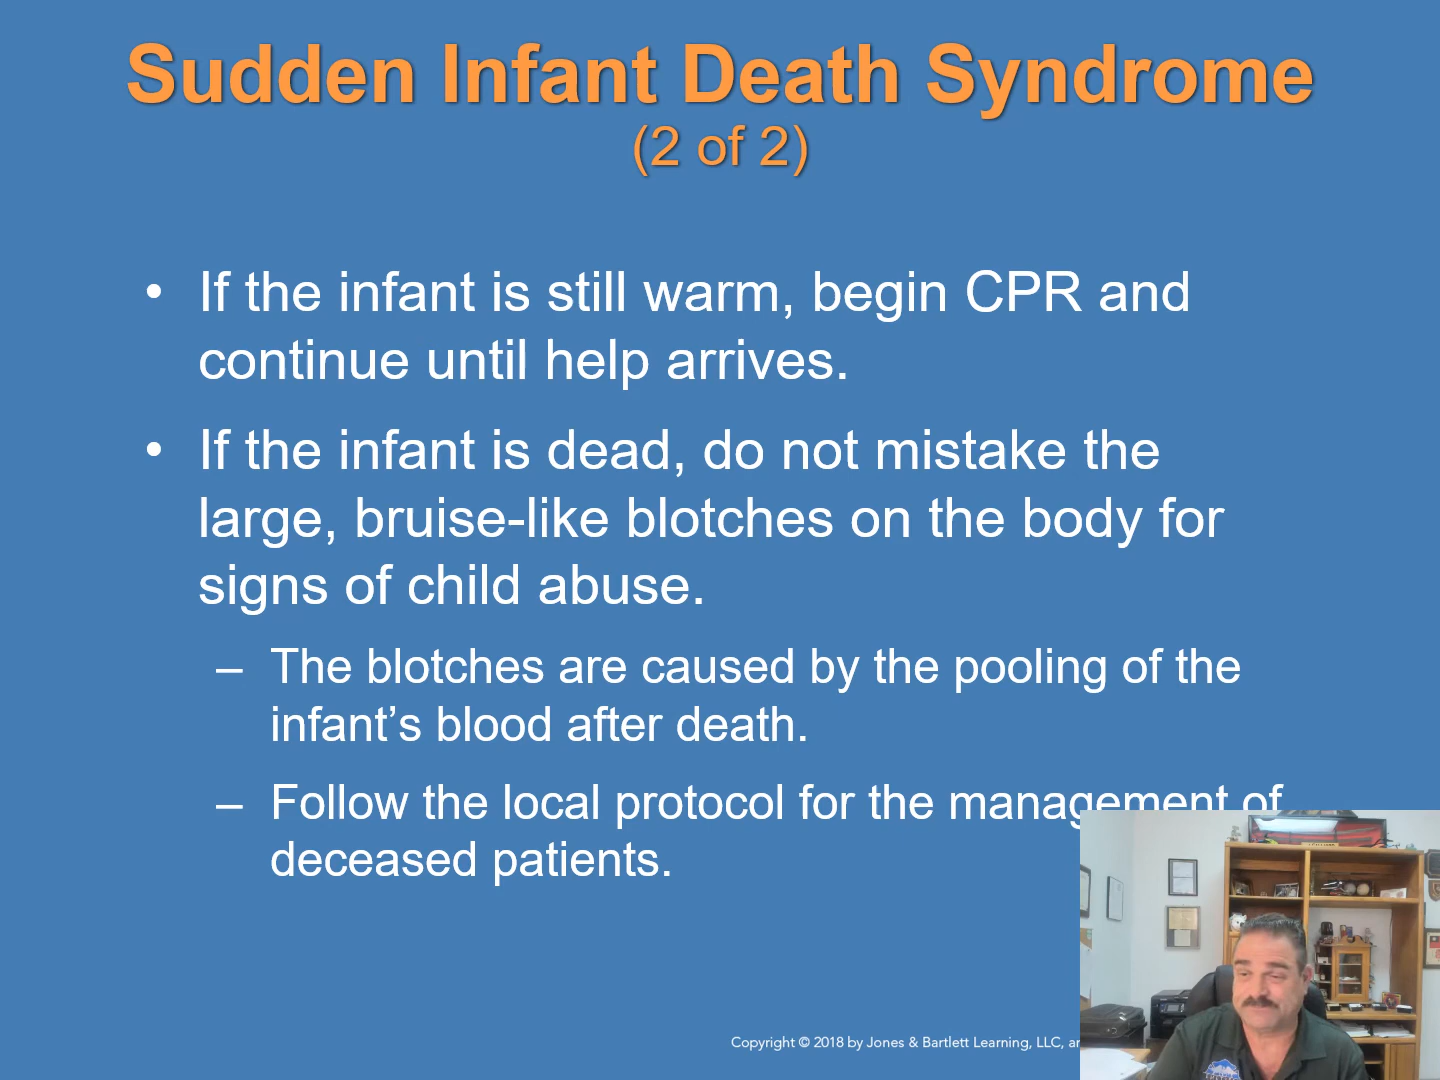 Sudden Infant Death Syndrome
(2 of 2)
• If the infant is still warm, begin CPR and
continue until help arrives.
• If the infant is dead, do not mistake the
large, bruise-like blotches on the body for
signs of child abuse.
– The blotches are caused by the pooling of the
infant’s blood after death.
– Follow the local protocol for the management of
deceased patients.
Copyright © 2018 by Jones & Bartlett Learning, LLC,